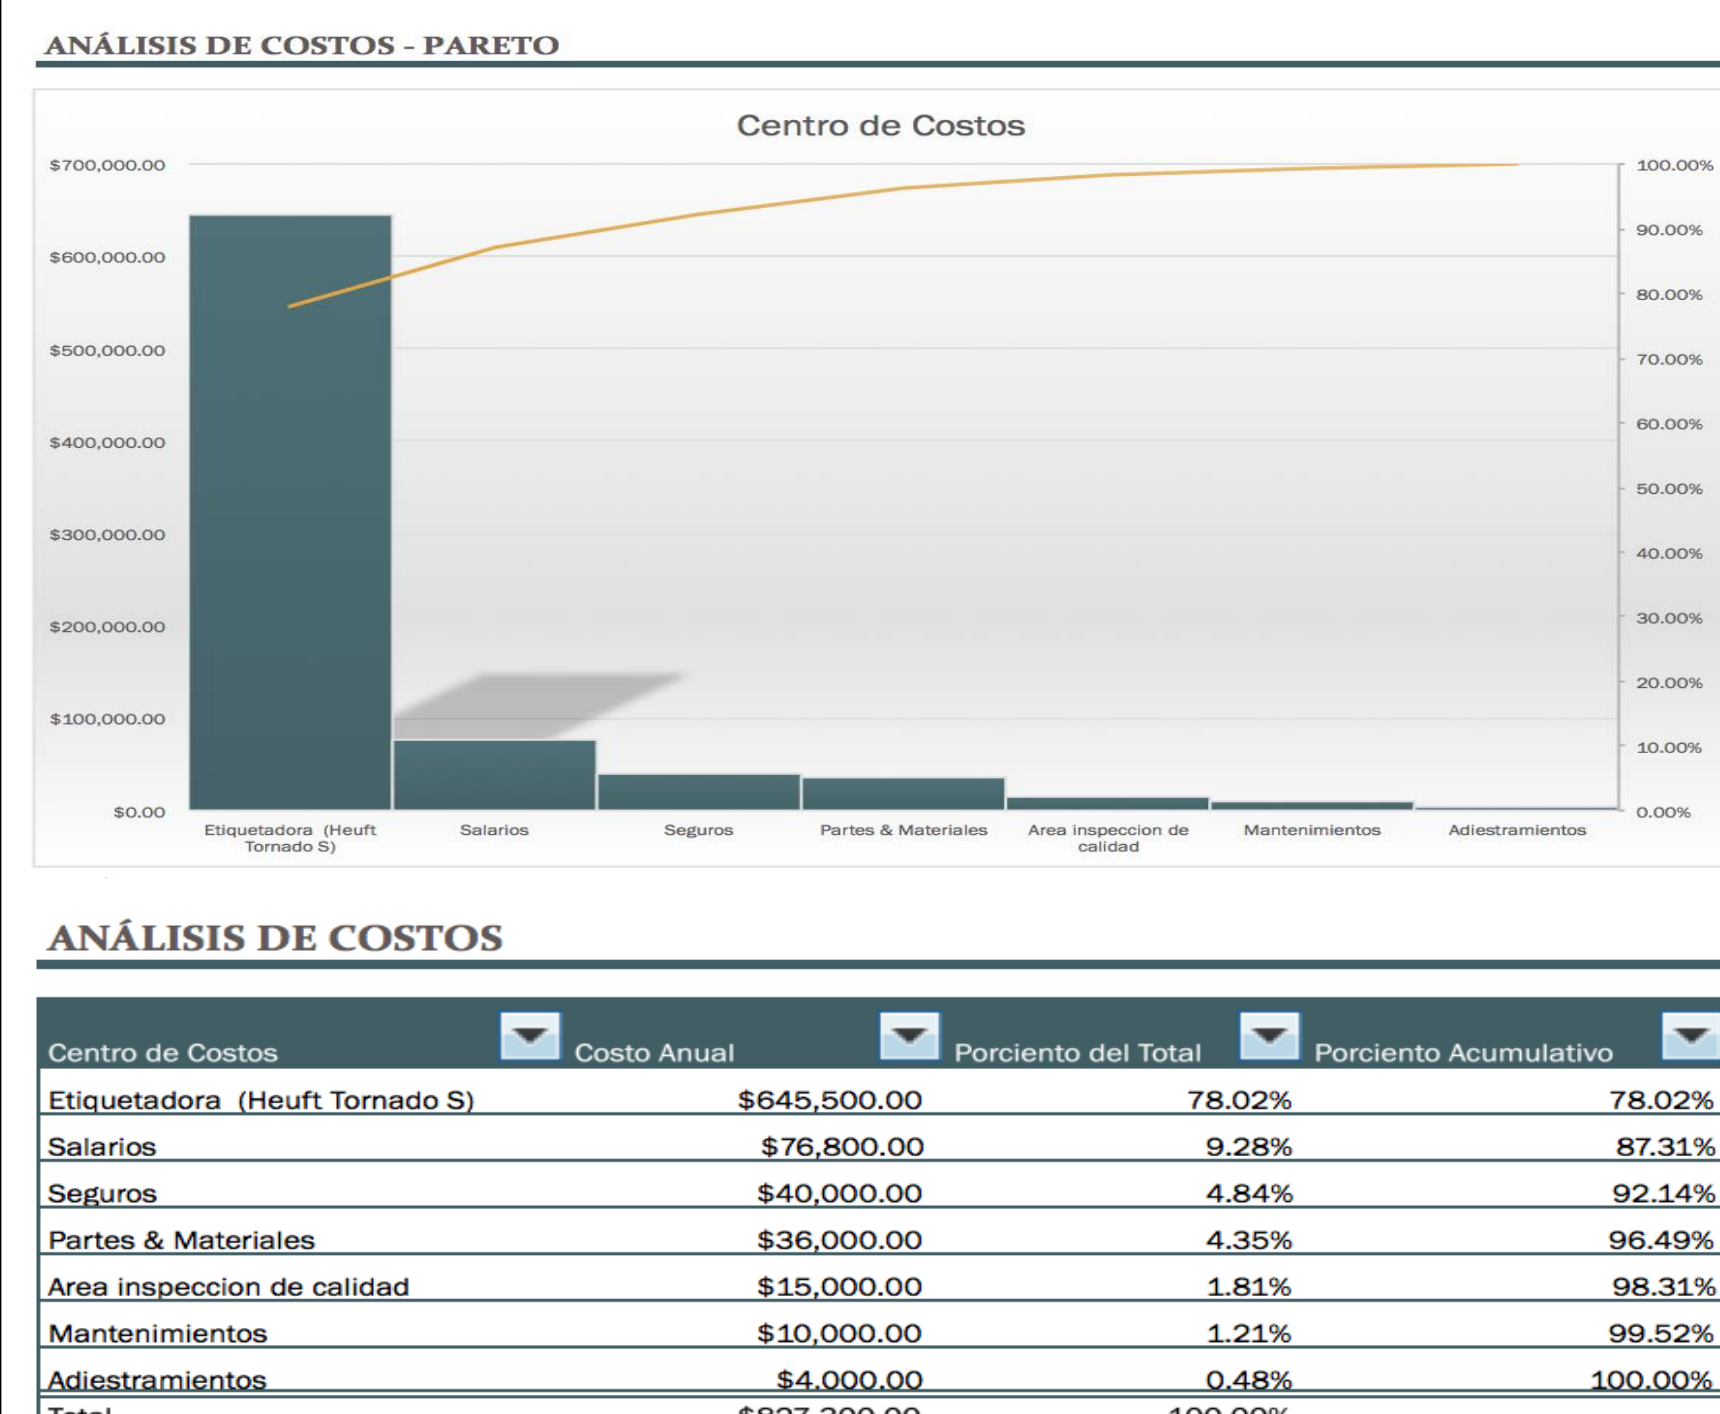 ANÁLISIS DE COSTOS - PARETO
Centro de Costos
$700,000.00
$600,000.00
$500,000.00
$400,000.00
$300,000.00
$200,000.00
$100,000.00
$0.00
100.00%
90.00%
80.00%
70.00%
60.00%
50.00%
40.00%
30.00%
20.00%
10.00%
0.00%
Etiquetadora (Heuft
Tornado S)
Salarios
Seguros
Partes & Materiales
Area inspeccion de
calidad
Mantenimientos
Adiestramientos
ANÁLISIS DE COSTOS
Centro de Costos Costo Anual Porciento del Total Porciento Acumulativo
Etiquetadora (Heuft Tornado S) $645,500.00 78.02% 78.02%
Salarios $76,800.00 9.28% 87.31%
Seguros $40,000.00 4.84% 92.14%
Partes & Materiales $36,000.00 4.35% 96.49%
Area inspeccion de calidad $15,000.00 1.81% 98.31%
Mantenimientos $10,000.00 1.21% 99.52%
Adiestramientos $4,000.00 0.48% 100.00%
Total $827,300.00 100.00%